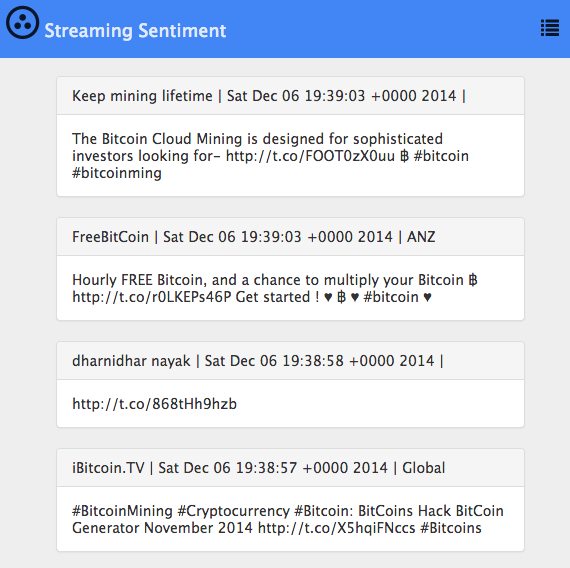 Streaming Sentiment
Keep mining lifetime | Sat Dec 06 19:39:03 +0000 2014 |
The Bitcoin Cloud Mining is designed for sophisticated
investors looking for- http://t.co/FOOT0zX0uu ฿ #bitcoin
#bitcoinming
FreeBitCoin | Sat Dec 06 19:39:03 +0000 2014 | ANZ
Hourly FREE Bitcoin, and a chance to multiply your Bitcoin ฿
http://t.co/r0LKEPs46P Get started ! ♥ ฿ ♥ #bitcoin ♥
dharnidhar nayak | Sat Dec 06 19:38:58 +0000 2014 |
http://t.co/868tHh9hzb
iBitcoin.TV | Sat Dec 06 19:38:57 +0000 2014 | Global
#BitcoinMining #Cryptocurrency #Bitcoin: BitCoins Hack BitCoin
Generator November 2014 http://t.co/X5hqiFNccs #Bitcoins